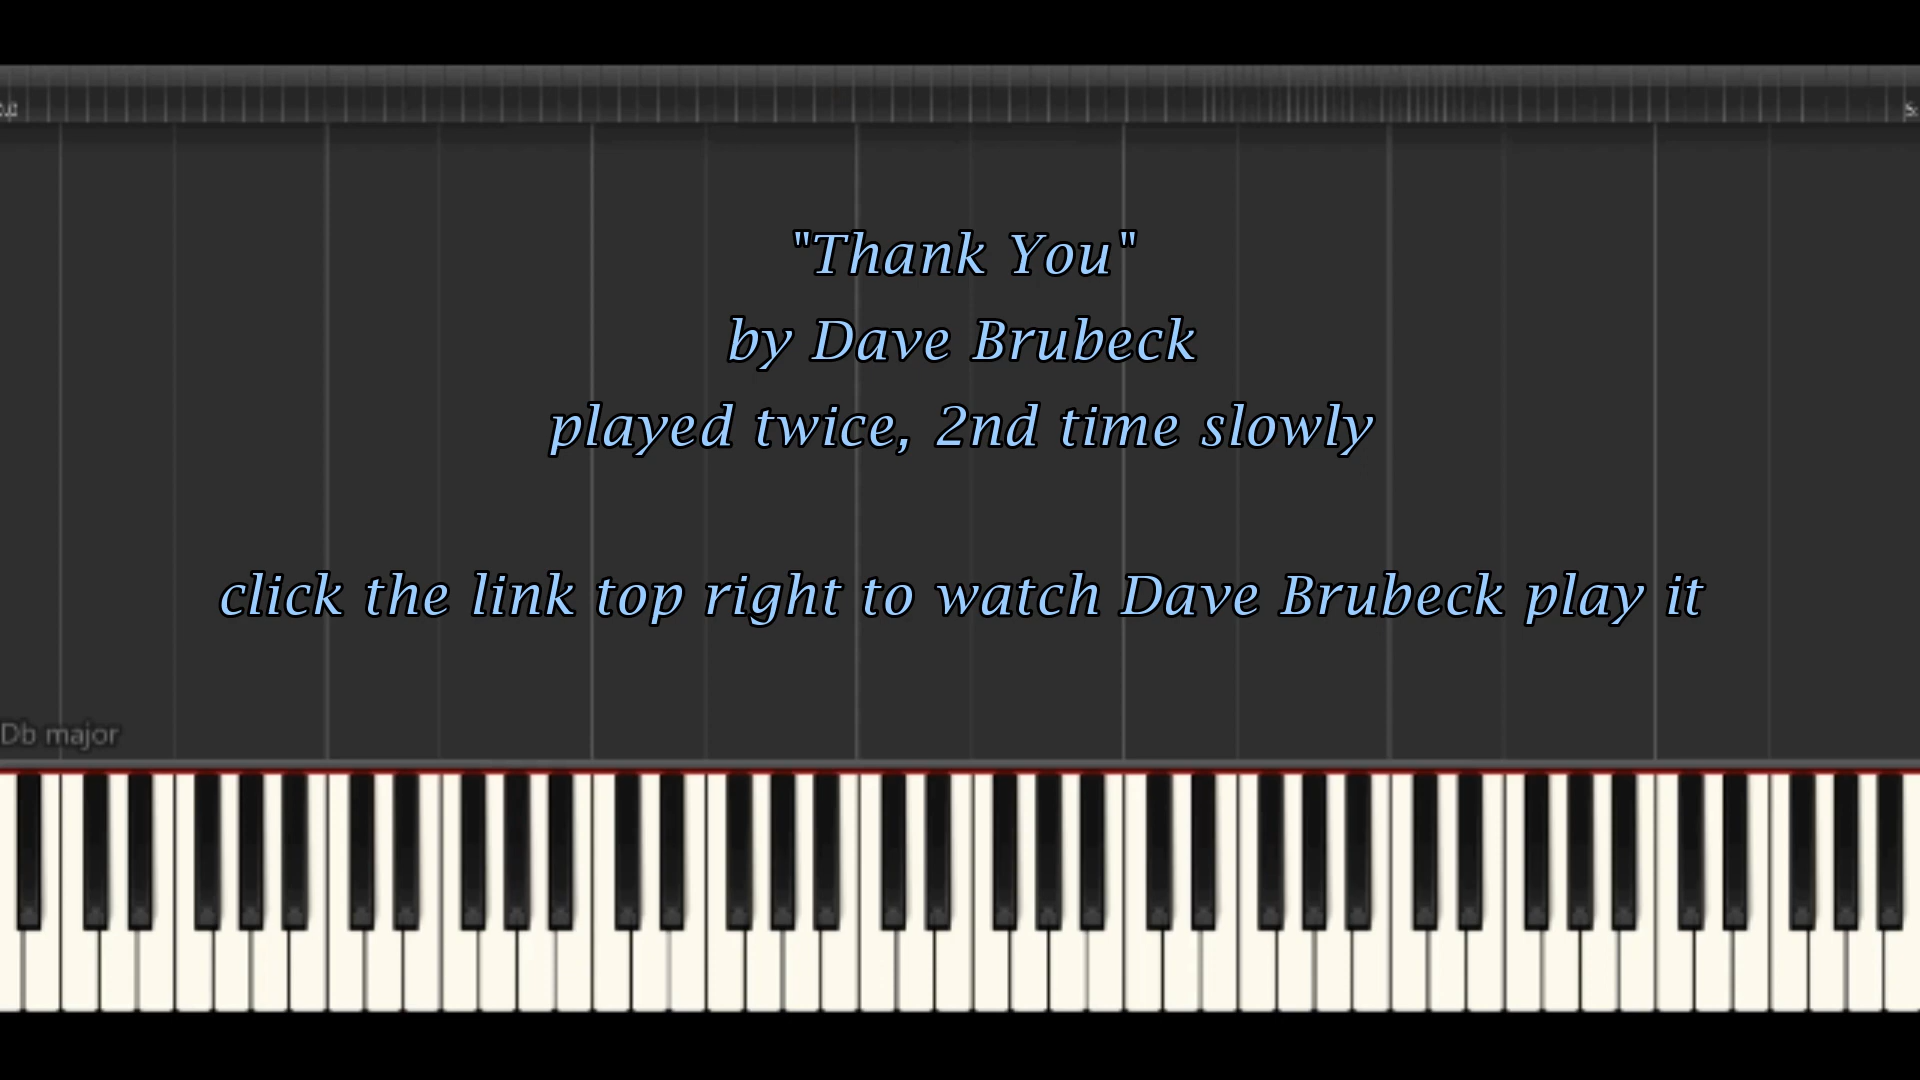 "Thank You"
by Dave Brubeck
played twice, 2nd time slowly
click the link top right to watch Dave Brubeck play it
Db major